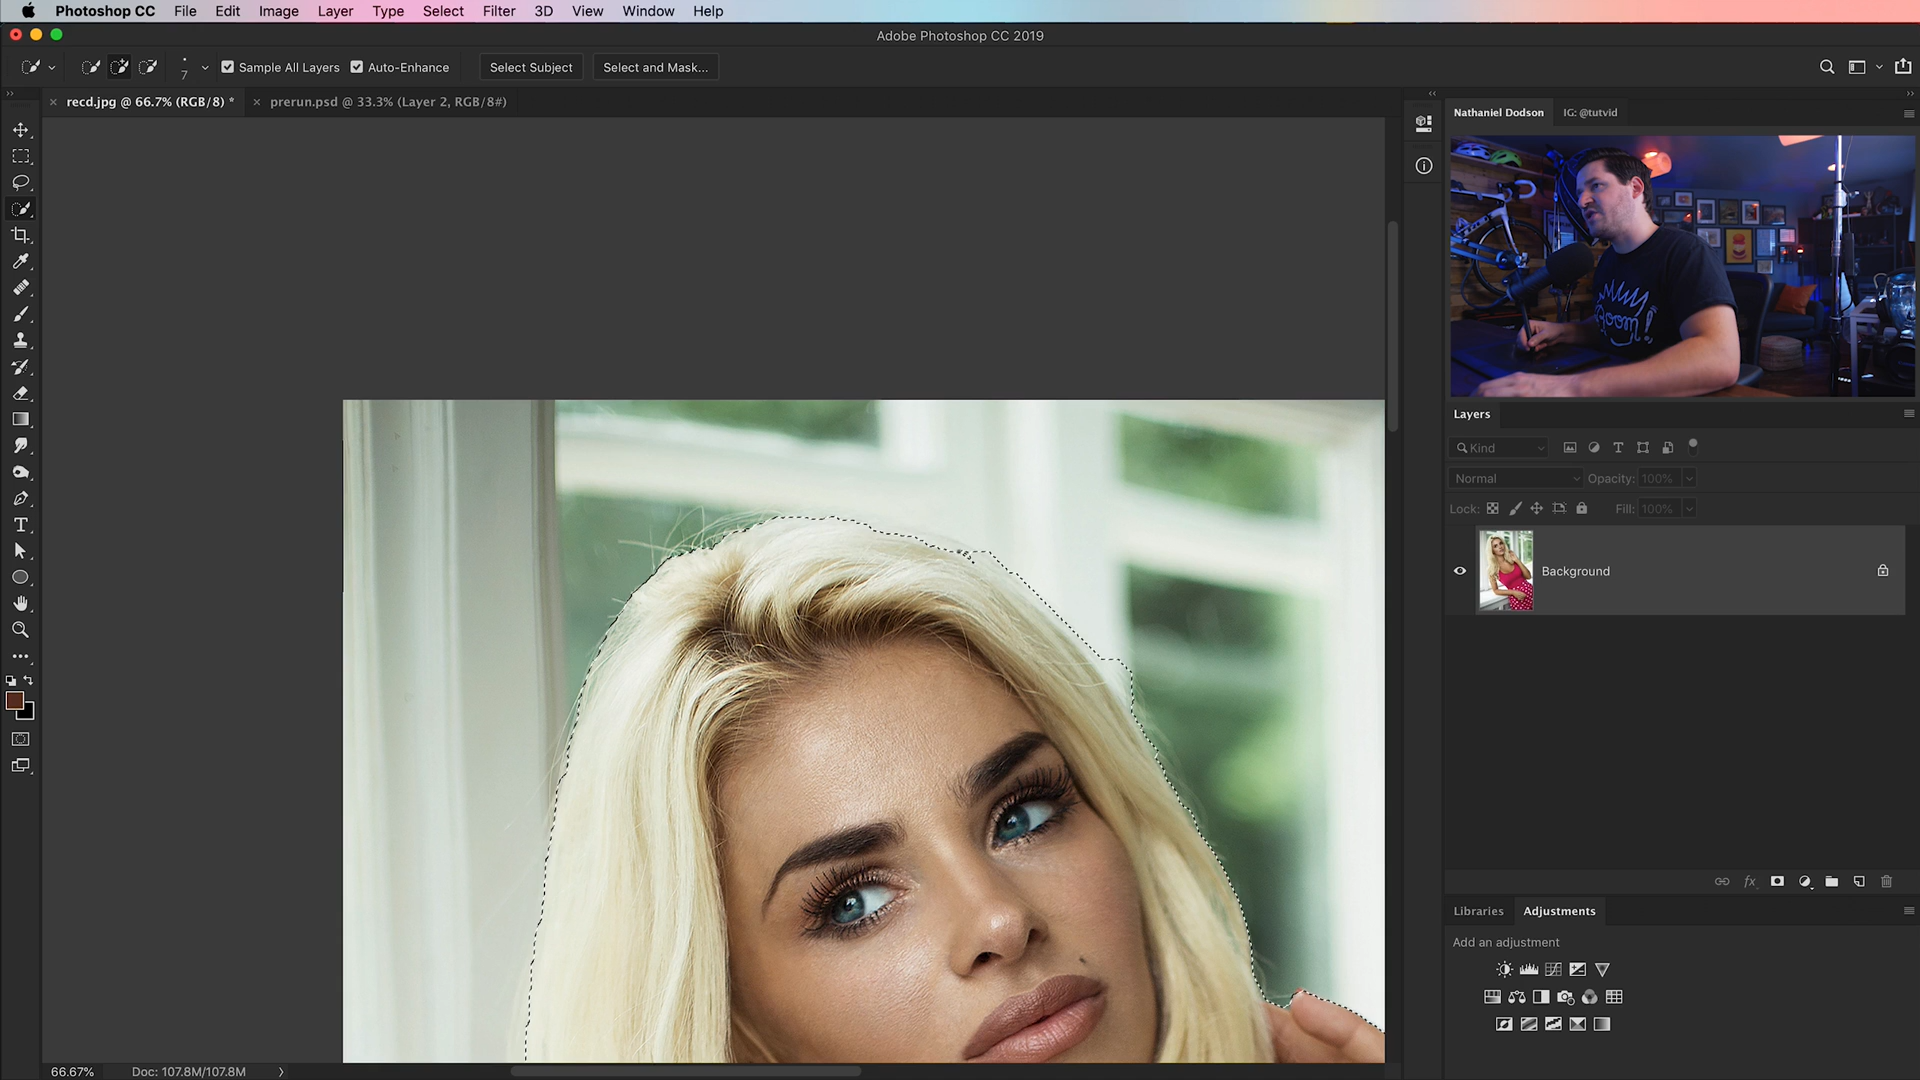 Photoshop CC File Edit Image Layer Type Select Filter 3D View Window Help
Adobe Photoshop CC 2019
7 Sample All Layers Auto-Enhance Select Subject Select and Mask...
recd.jpg @ 66.7% (RGB/8) * prerun.psd @ 33.3% (Layer 2, RGB/8#)
Nathaniel Dodson IG: @tutvid
Boom!
Layers
Kind
Normal Opacity: 100%
Lock: Fill: 100%
Background
Libraries Adjustments
Add an adjustment
66.67% Doc: 107.8M/107.8M